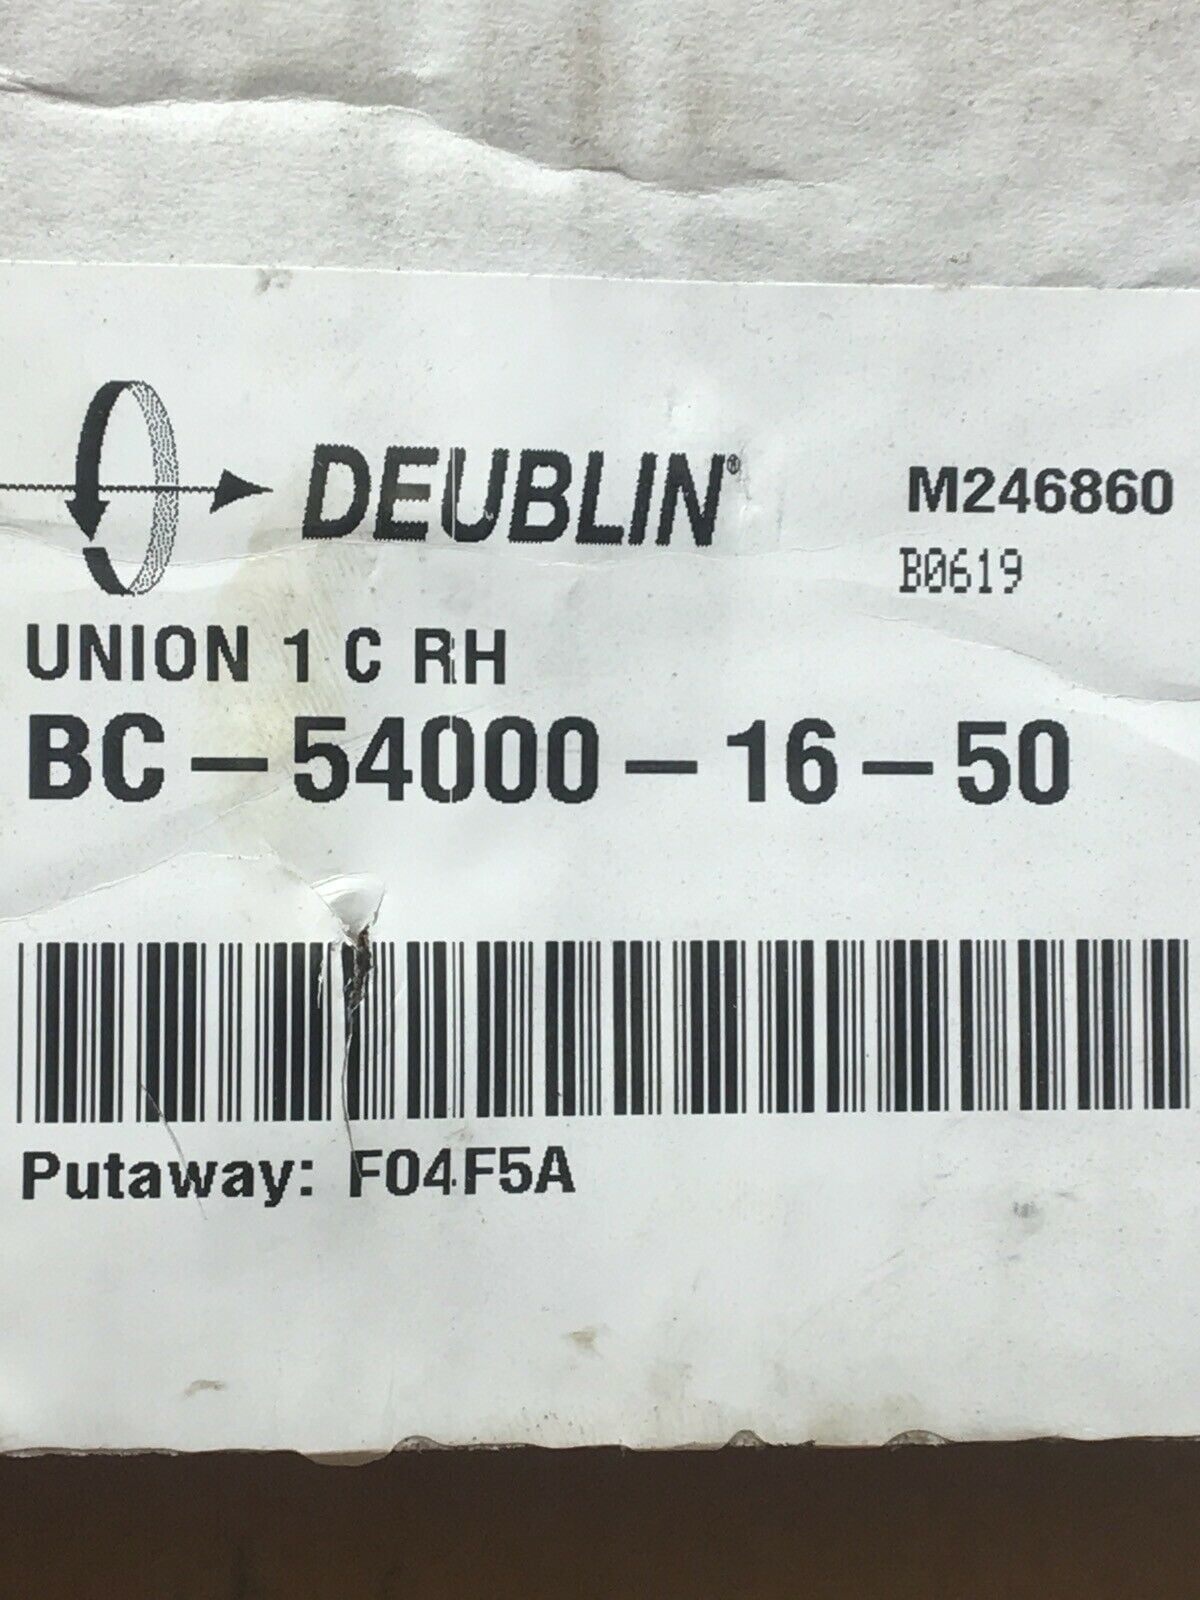 DEUBLIN®
M246860
B0619
UNION 1 C RH
BC-54000-16-50
Putaway: F04F5A